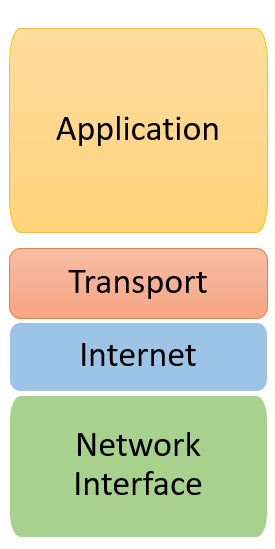 Application
Transport
Internet
Network
Interface